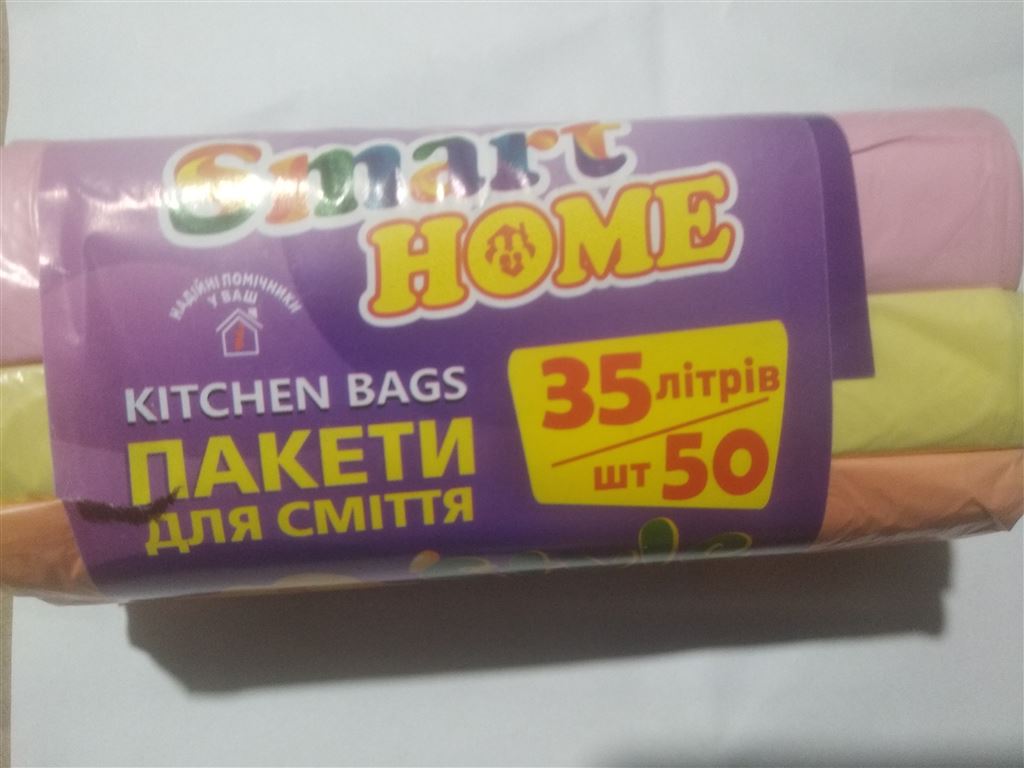 Smart
HOME
НАДІЙНІ ПОМІЧНИКИ
У ВАШ
KITCHEN BAGS
ПАКЕТИ
ДЛЯ СМІТТЯ
35 літрів
шт 50